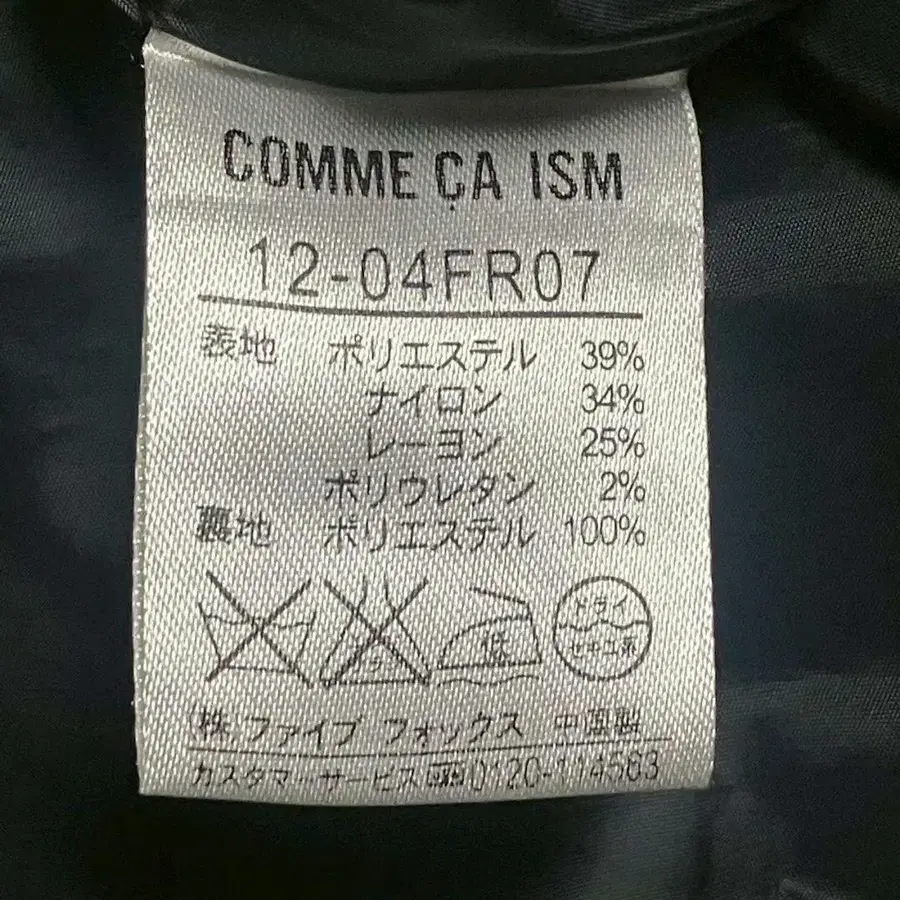 COMME ÇA ISM
12-04FR07
表地 ポリエステル 39%
ナイロン 34%
レーヨン 25%
ポリウレタン 2%
裏地 ポリエステル 100%
低 ドライ
セキユ系
(株)ファイブ フォックス 中国製
カスタマーサービス 0120-114563